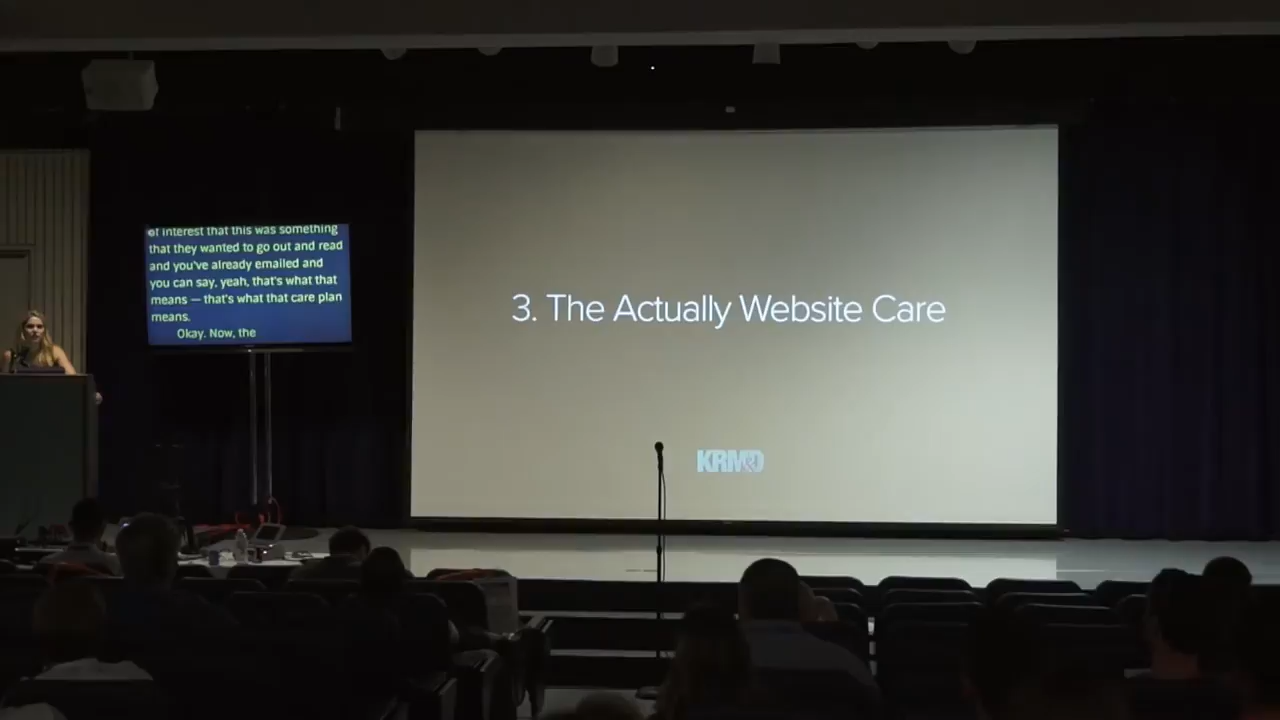 of interest that this was something
that they wanted to go out and read
and you've already emailed and
you can say, yeah, that's what that
means — that's what that care plan
means.
Okay. Now, the
3. The Actually Website Care
KRM&D